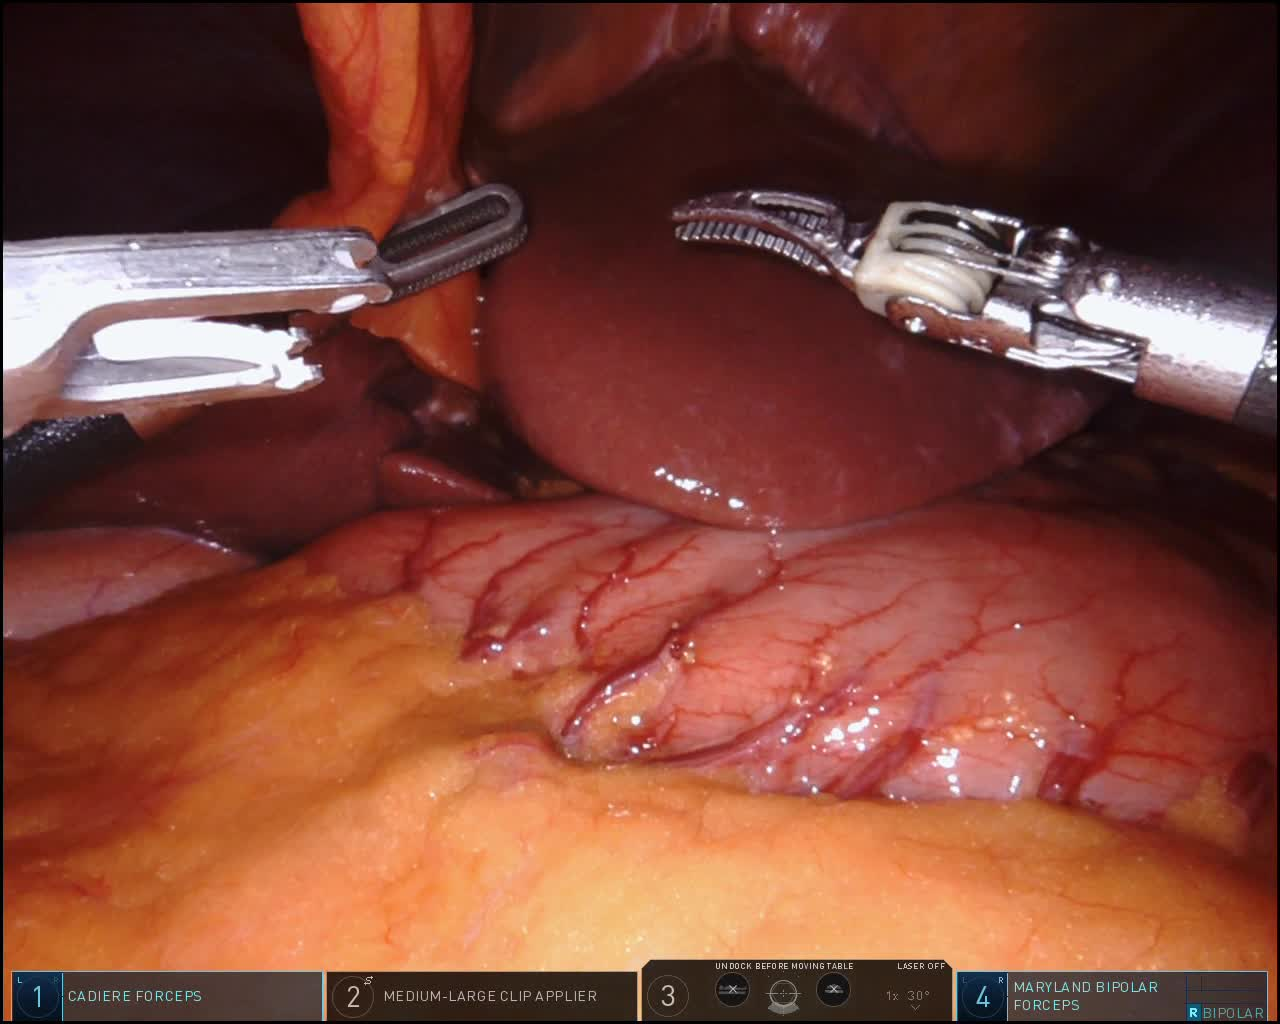 UNDOCK BEFORE MOVING TABLE
LASER OFF
L R
1 CADIERE FORCEPS
2 MEDIUM-LARGE CLIP APPLIER
3
1x 30°
R
4 MARYLAND BIPOLAR
FORCEPS
R BIPOLAR